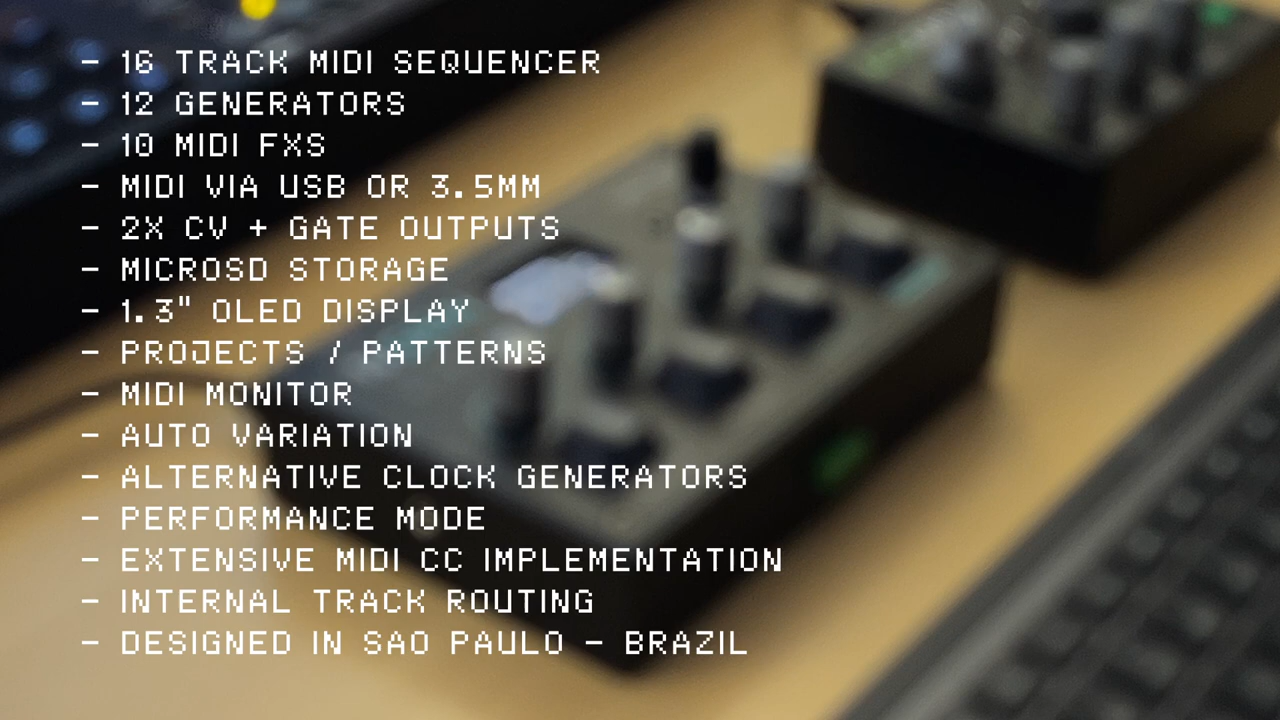 - 16 TRACK MIDI SEQUENCER
- 12 GENERATORS
- 10 MIDI FXS
- MIDI VIA USB OR 3.5MM
- 2X CV + GATE OUTPUTS
- MICROSD STORAGE
- 1.3" OLED DISPLAY
- PROJECTS / PATTERNS
- MIDI MONITOR
- AUTO VARIATION
- ALTERNATIVE CLOCK GENERATORS
- PERFORMANCE MODE
- EXTENSIVE MIDI CC IMPLEMENTATION
- INTERNAL TRACK ROUTING
- DESIGNED IN SAO PAULO - BRAZIL